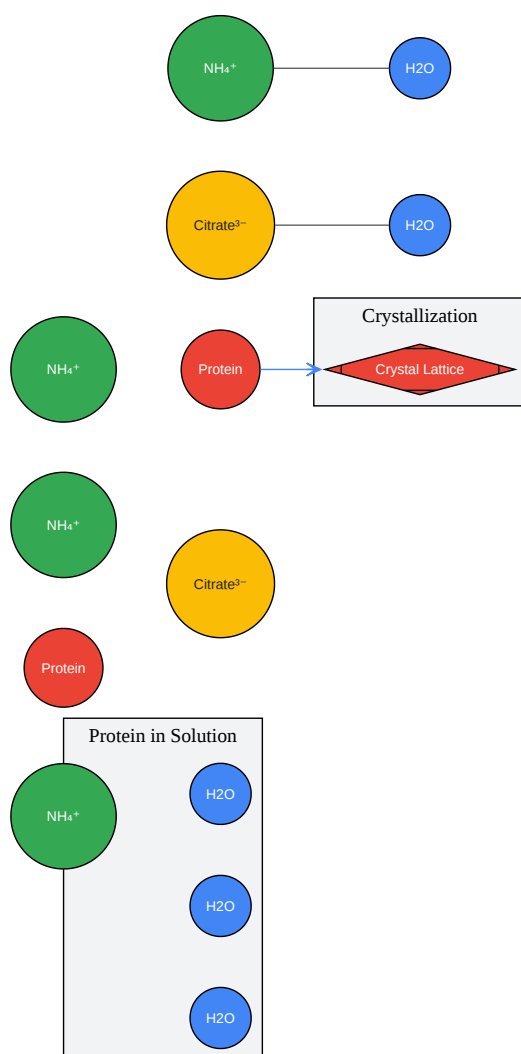 NH₄⁺
H2O
Citrate³⁻
H2O
Crystallization
NH₄⁺
Protein
Crystal Lattice
NH₄⁺
Citrate³⁻
Protein
Protein in Solution
H2O
NH₄⁺
H2O
H2O